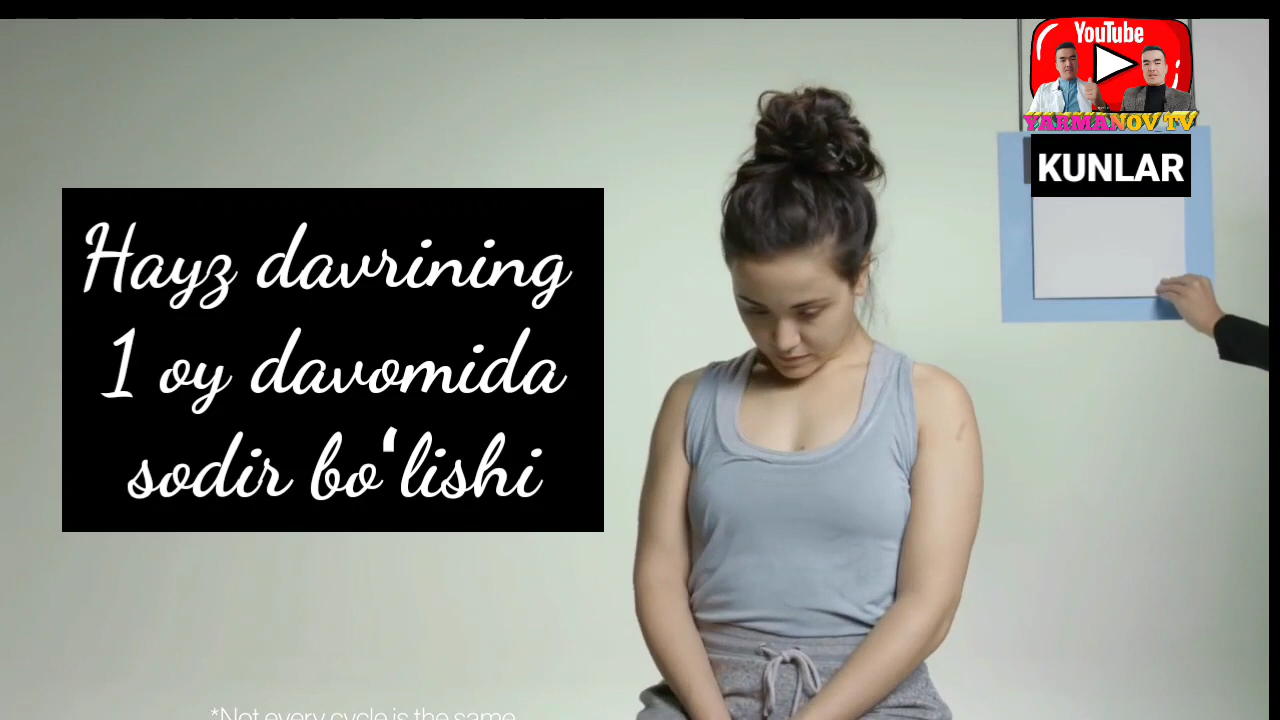 YouTube
YARMANOV TV
KUNLAR
Hayz davrining
1 oy davomida
sodir bo‘lishi
*Not every cycle is the same